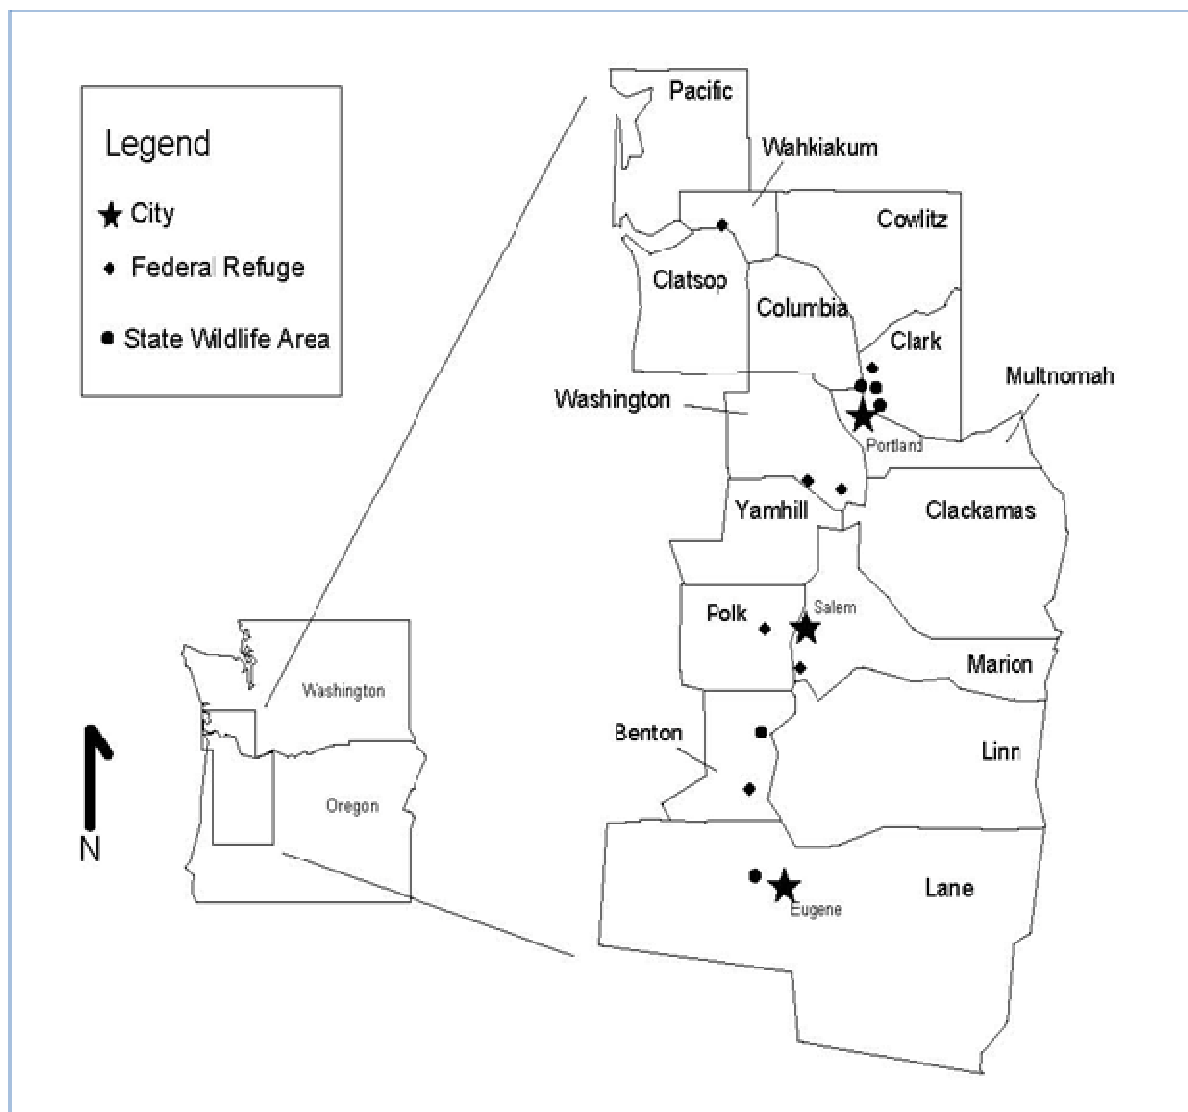 Legend
City
Federal Refuge
State Wildlife Area
Pacific
Wahkiakum
Cowlitz
Clatsop
Columbia
Clark
Multnomah
Washington
Portland
Yamhill
Clackamas
Polk
Salem
Marion
Benton
Linn
Lane
Eugene
Washington
Oregon
N